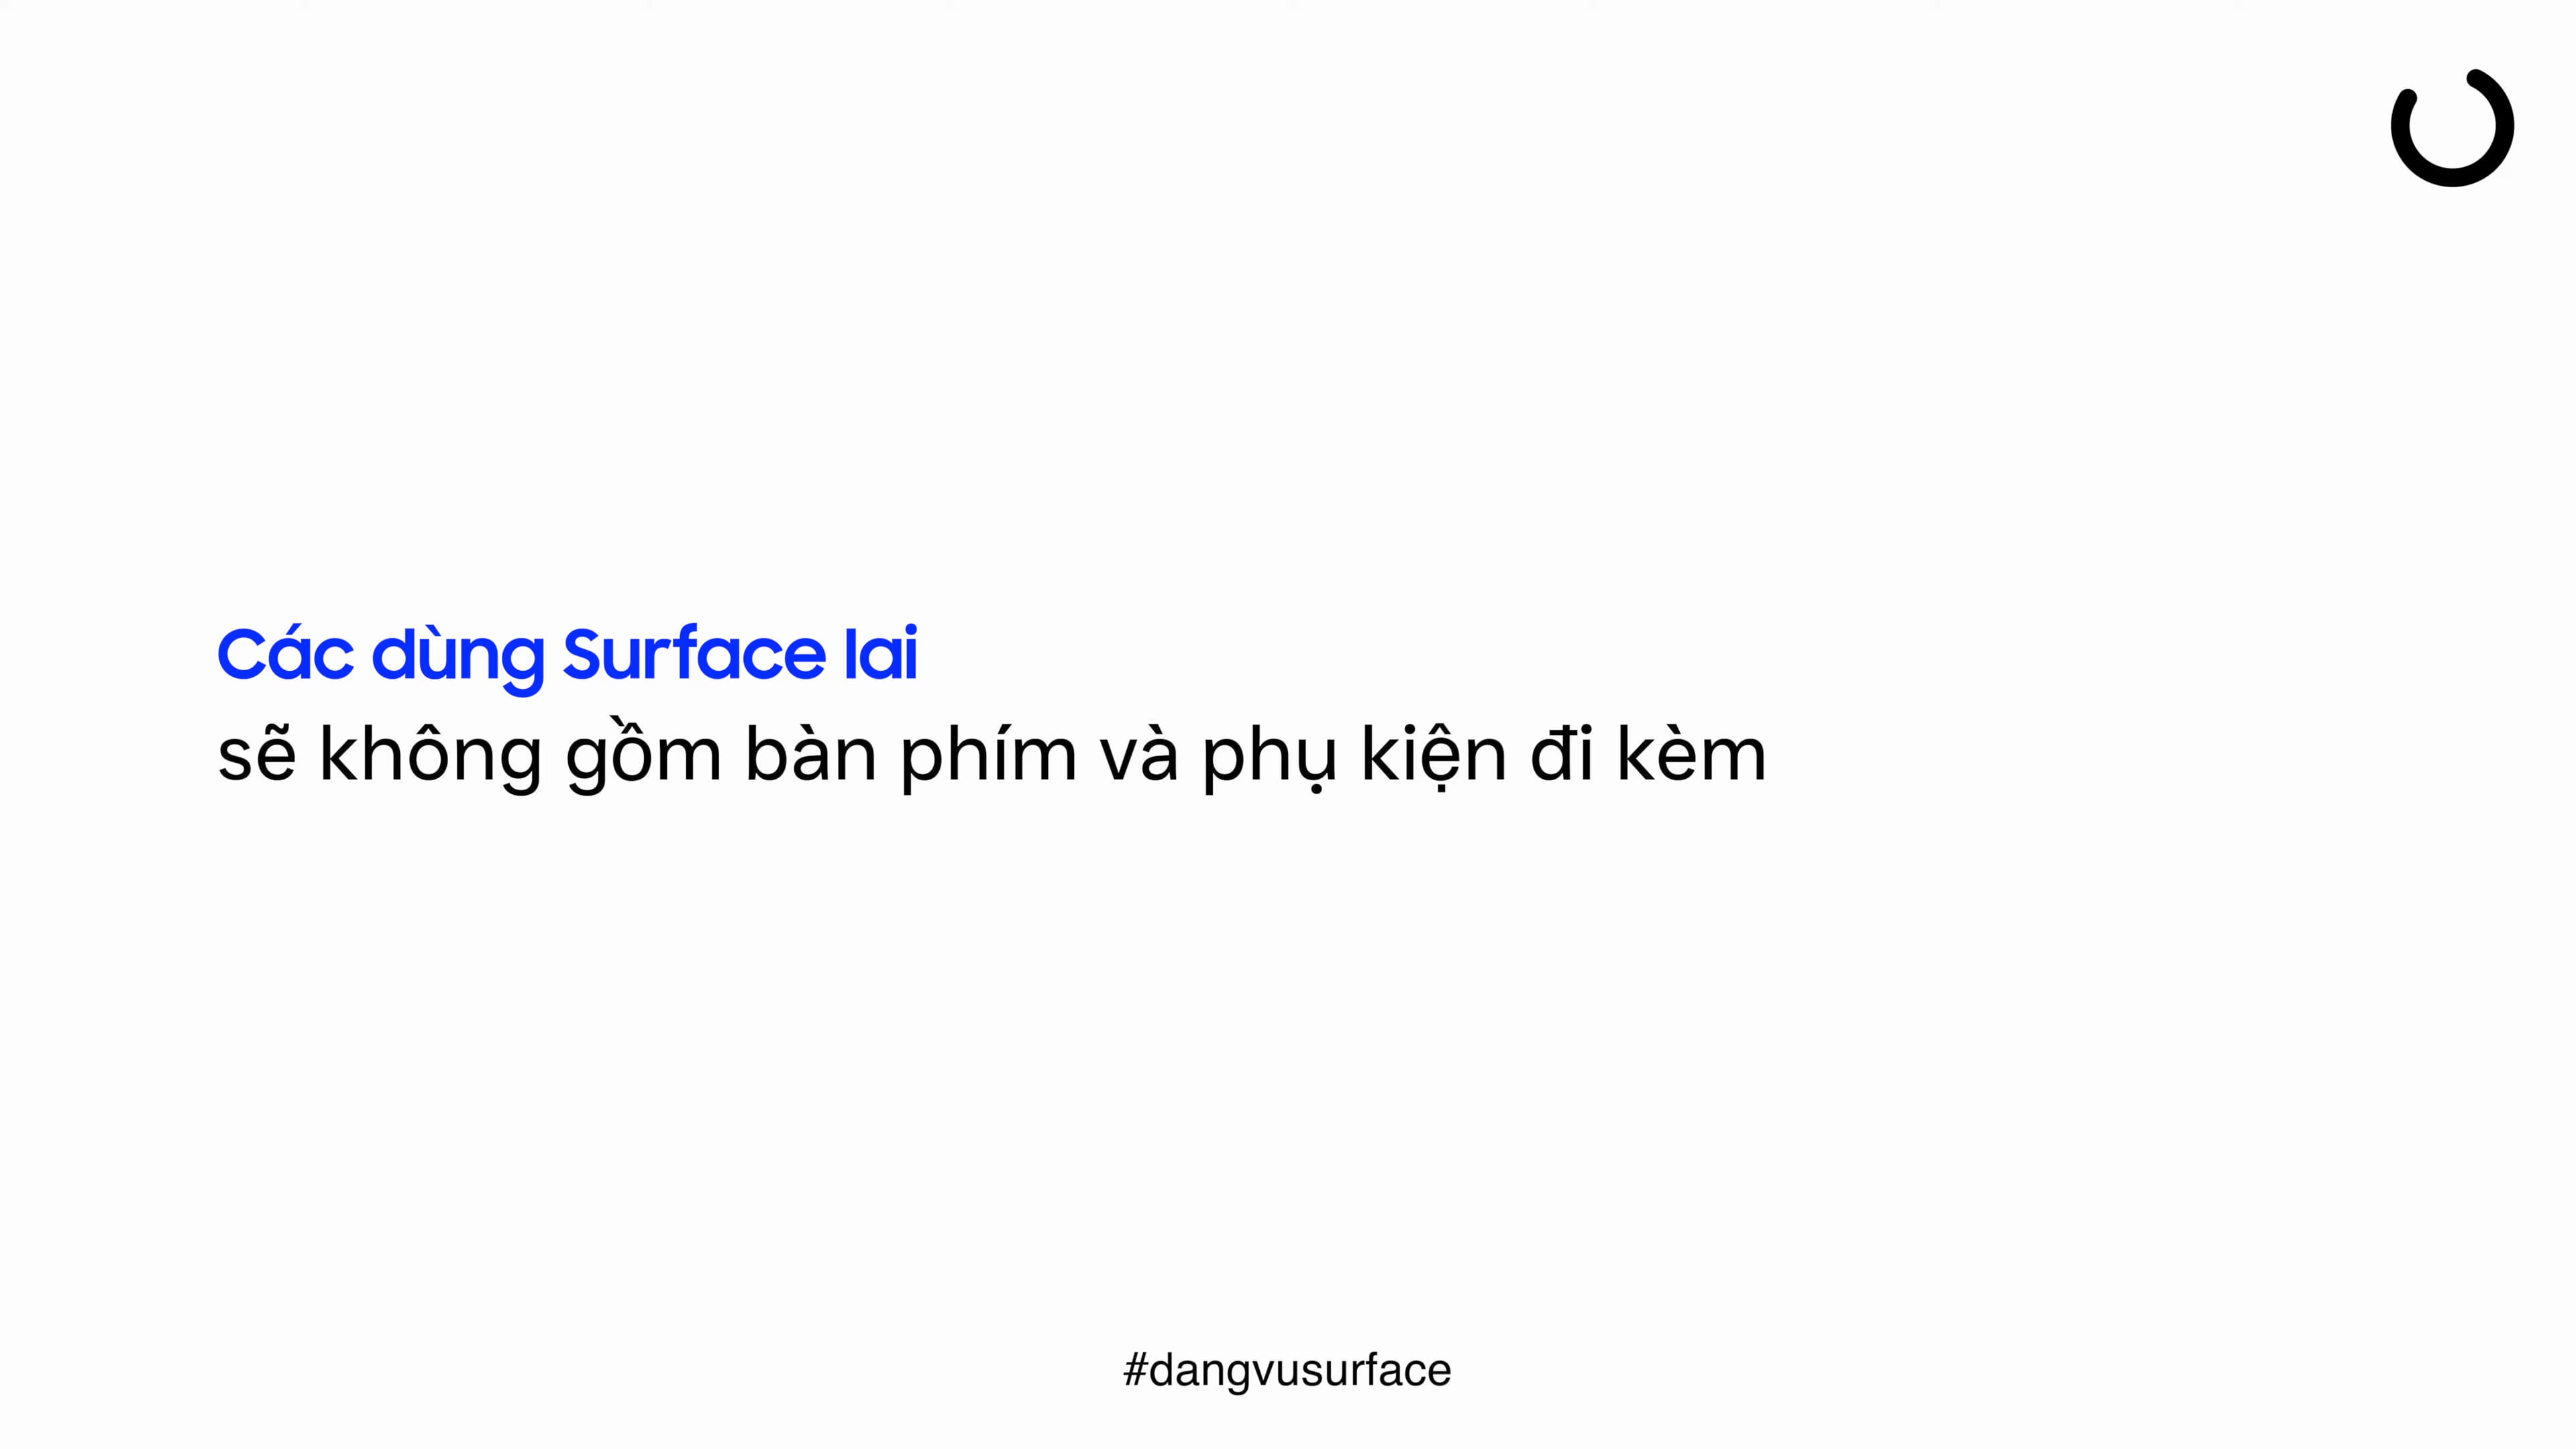 Các dùng Surface lai
sẽ không gồm bàn phím và phụ kiện đi kèm
#dangvusurface